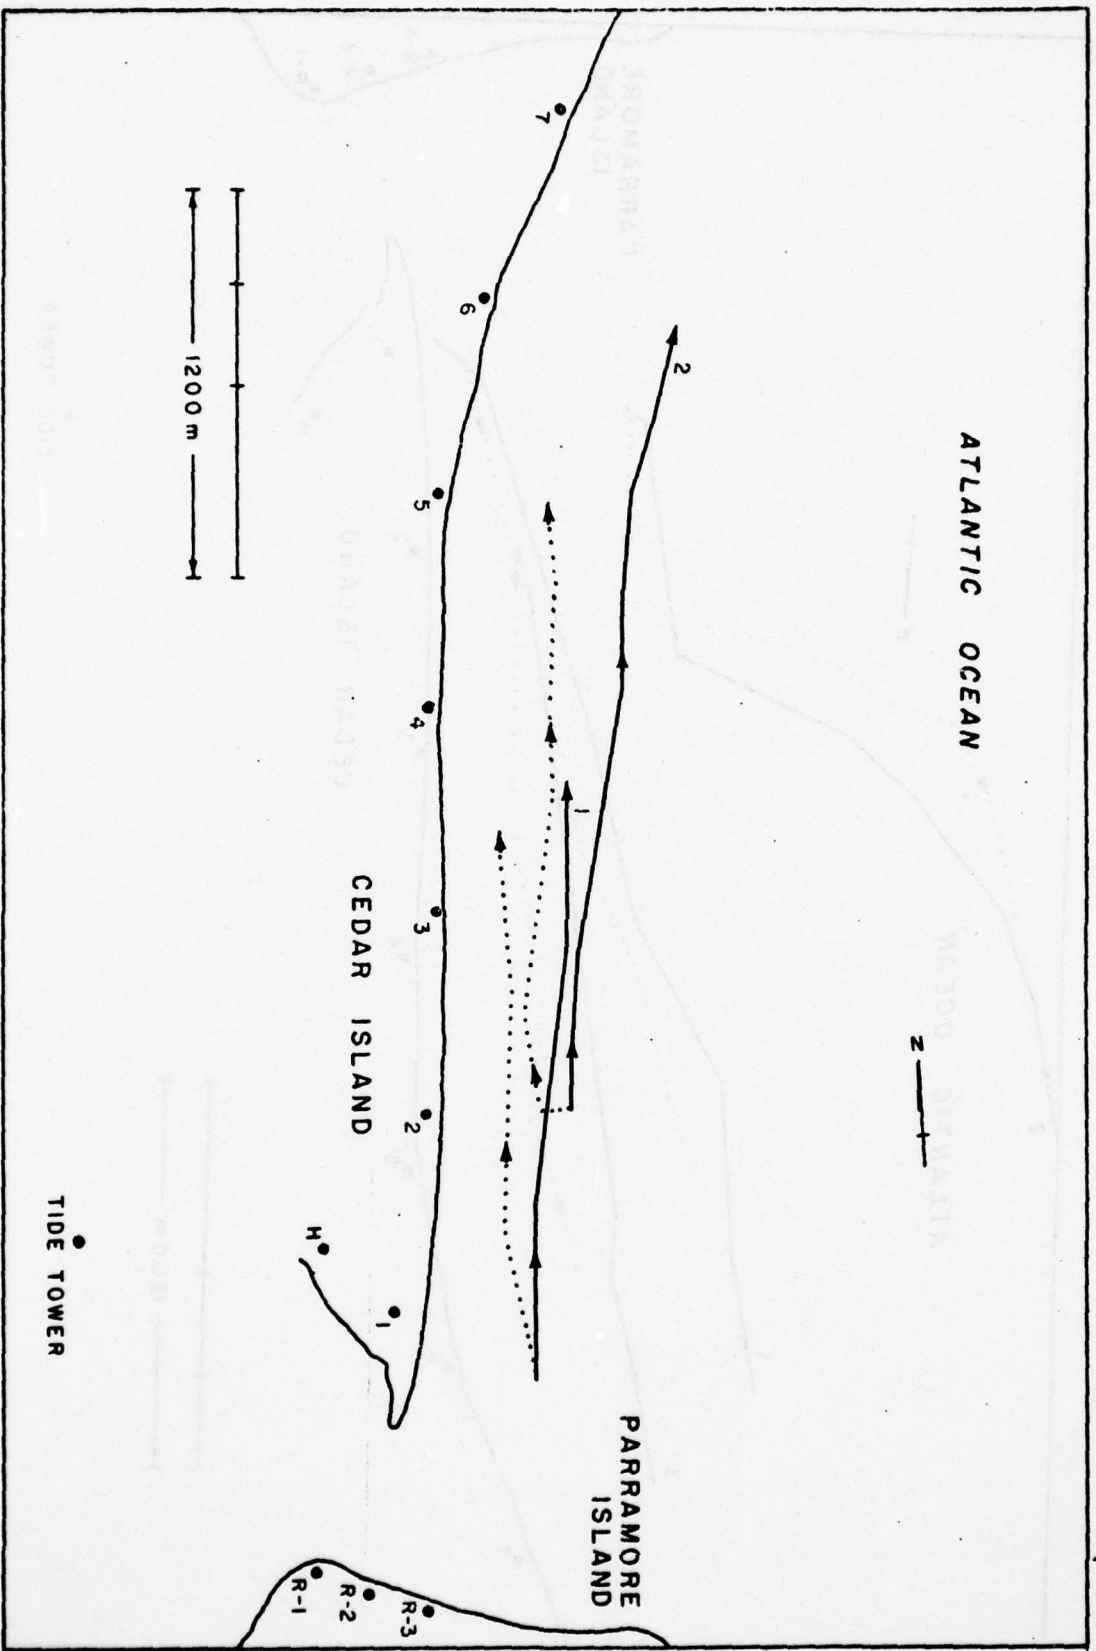 ATLANTIC OCEAN
N
2
1
7
6
5
4
3
2
1
H
CEDAR ISLAND
PARRAMORE
ISLAND
R-1
R-2
R-3
1200 m
TIDE TOWER